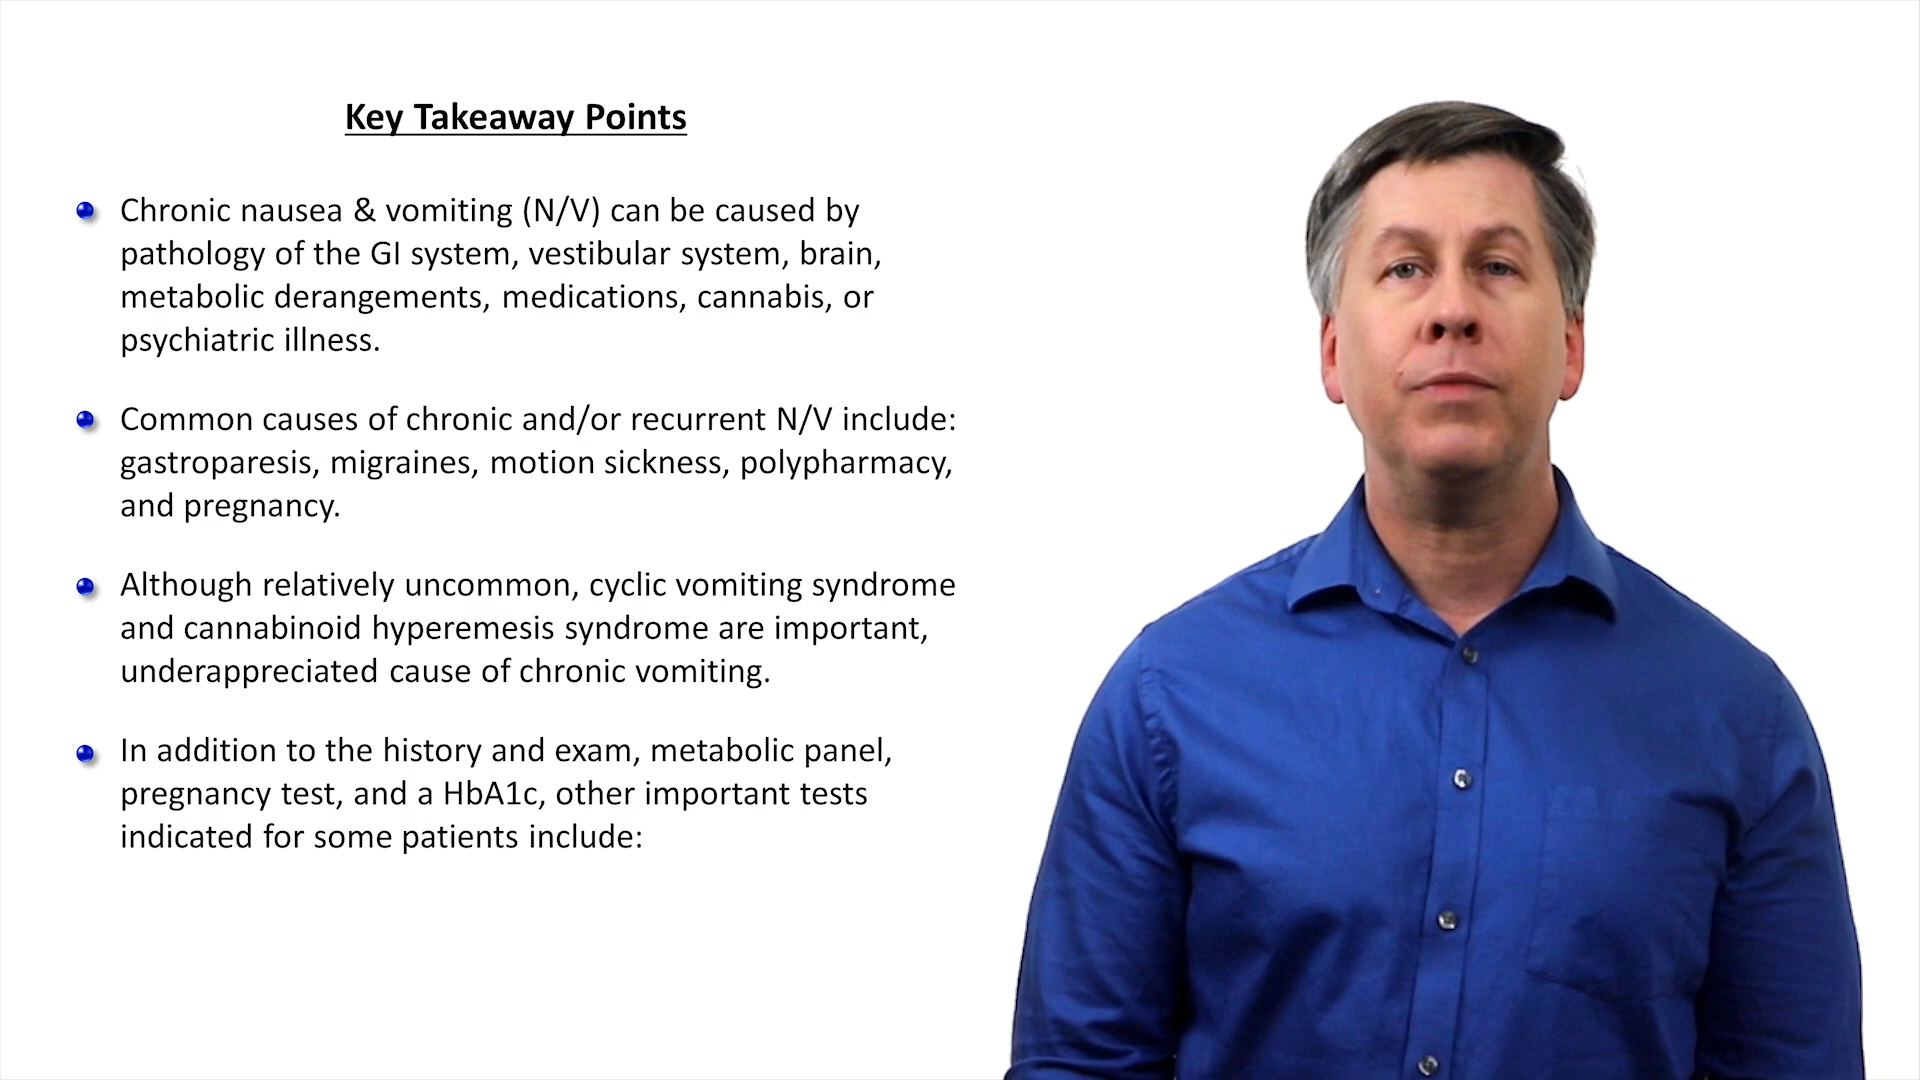 Key Takeaway Points
Chronic nausea & vomiting (N/V) can be caused by
pathology of the GI system, vestibular system, brain,
metabolic derangements, medications, cannabis, or
psychiatric illness.
Common causes of chronic and/or recurrent N/V include:
gastroparesis, migraines, motion sickness, polypharmacy,
and pregnancy.
Although relatively uncommon, cyclic vomiting syndrome
and cannabinoid hyperemesis syndrome are important,
underappreciated cause of chronic vomiting.
In addition to the history and exam, metabolic panel,
pregnancy test, and a HbA1c, other important tests
indicated for some patients include: